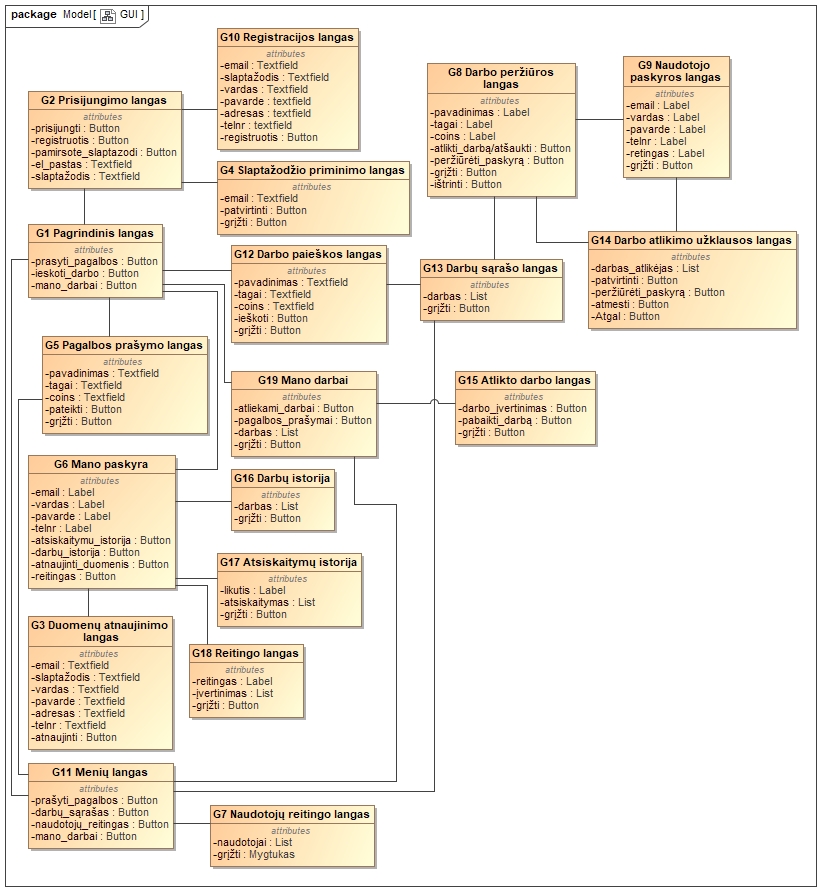 package Model [ GUI ]
G10 Registracijos langas
attributes
-email : Textfield
-slaptažodis : Textfield
-vardas : Textfield
-pavarde : textfield
-adresas : textfield
-telnr : textfield
-registruotis : Button
G2 Prisijungimo langas
attributes
-prisijungti : Button
-registruotis : Button
-pamirsote_slaptazodi : Button
-el_pastas : Textfield
-slaptažodis : Textfield
G8 Darbo peržiūros
langas
attributes
-pavadinimas : Label
-tagai : Label
-coins : Label
-atlikti_darbą/atšaukti : Button
-peržiūrėti_paskyrą : Button
-grįžti : Button
-ištrinti : Button
G9 Naudotojo
paskyros langas
attributes
-email : Label
-vardas : Label
-pavarde : Label
-telnr : Label
-retingas : Label
-grįžti : Button
G4 Slaptažodžio priminimo langas
attributes
-email : Textfield
-patvirtinti : Button
-grįžti : Button
G1 Pagrindinis langas
attributes
-prasyti_pagalbos : Button
-ieskoti_darbo : Button
-mano_darbai : Button
G12 Darbo paieškos langas
attributes
-pavadinimas : Textfield
-tagai : Textfield
-coins : Textfield
-ieškoti : Button
-grįžti : Button
G13 Darbų sąrašo langas
attributes
-darbas : List
-grįžti : Button
G14 Darbo atlikimo užklausos langas
attributes
-darbas_atlikėjas : List
-patvirtinti : Button
-peržiūrėti_paskyrą : Button
-atmesti : Button
-Atgal : Button
G5 Pagalbos prašymo langas
attributes
-pavadinimas : Textfield
-tagai : Textfield
-coins : Textfield
-pateikti : Button
-grįžti : Button
G19 Mano darbai
attributes
-atliekami_darbai : Button
-pagalbos_prašymai : Button
-darbas : List
-grįžti : Button
G15 Atlikto darbo langas
attributes
-darbo_ivertinimas : Button
-pabaikti_darbą : Button
-grįžti : Button
G6 Mano paskyra
attributes
-email : Label
-vardas : Label
-pavarde : Label
-telnr : Label
-atsiskaitymu_istorija : Button
-darbų_istorija : Button
-atnaujinti_duomenis : Button
-reitingas : Button
G16 Darbų istorija
attributes
-darbas : List
-grįžti : Button
G17 Atsiskaitymų istorija
attributes
-likutis : Label
-atsiskaitymas : List
-grįžti : Button
G3 Duomenų atnaujinimo
langas
attributes
-email : Textfield
-slaptažodis : Textfield
-vardas : Textfield
-pavarde : Textfield
-adresas : Textfield
-telnr : Textfield
-atnaujinti : Button
G18 Reitingo langas
attributes
-reitingas : Label
-įvertinimas : List
-grįžti : Button
G11 Menių langas
attributes
-prašyti_pagalbos : Button
-darbų_sąrašas : Button
-naudotojų_reitingas : Button
-mano_darbai : Button
G7 Naudotojų reitingo langas
attributes
-naudotojai : List
-grįžti : Mygtukas